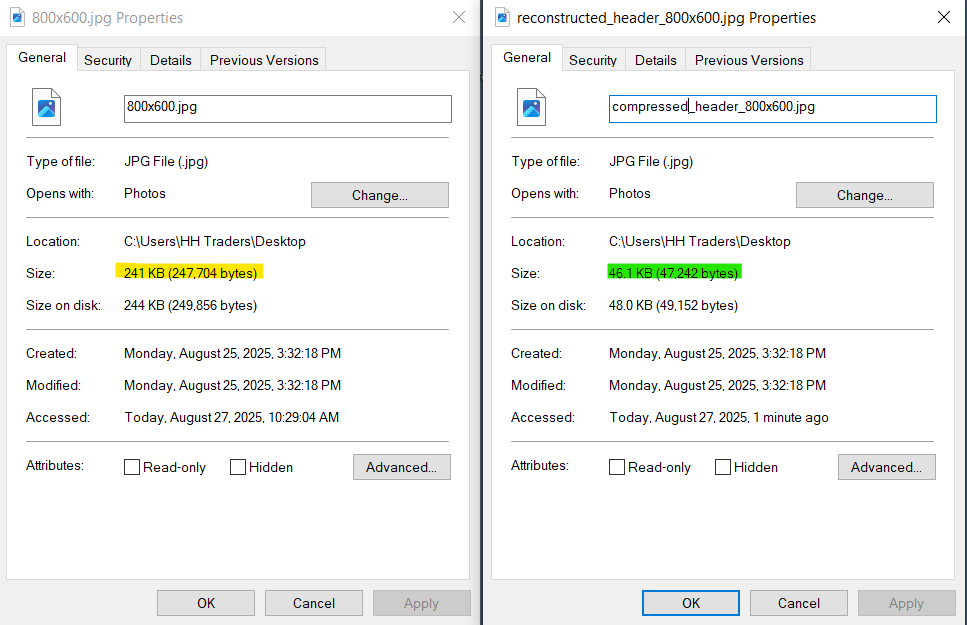 800x600.jpg Properties
General
Security
Details
Previous Versions
800x600.jpg
Type of file: JPG File (.jpg)
Opens with: Photos
Change...
Location: C:\Users\HH Traders\Desktop
Size: 241 KB (247,704 bytes)
Size on disk: 244 KB (249,856 bytes)
Created: Monday, August 25, 2025, 3:32:18 PM
Modified: Monday, August 25, 2025, 3:32:18 PM
Accessed: Today, August 27, 2025, 10:29:04 AM
Attributes: Read-only Hidden
Advanced...
OK
Cancel
Apply
reconstructed_header_800x600.jpg Properties
General
Security
Details
Previous Versions
compressed_header_800x600.jpg
Type of file: JPG File (.jpg)
Opens with: Photos
Change...
Location: C:\Users\HH Traders\Desktop
Size: 46.1 KB (47,242 bytes)
Size on disk: 48.0 KB (49,152 bytes)
Created: Monday, August 25, 2025, 3:32:18 PM
Modified: Monday, August 25, 2025, 3:32:18 PM
Accessed: Today, August 27, 2025, 1 minute ago
Attributes: Read-only Hidden
Advanced...
OK
Cancel
Apply